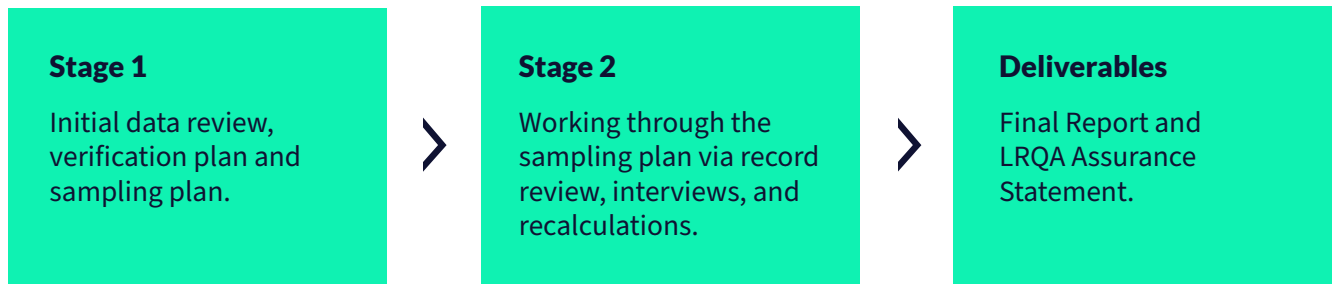 Stage 1
Initial data review,
verification plan and
sampling plan.
Stage 2
Working through the
sampling plan via record
review, interviews, and
recalculations.
Deliverables
Final Report and
LRQA Assurance
Statement.